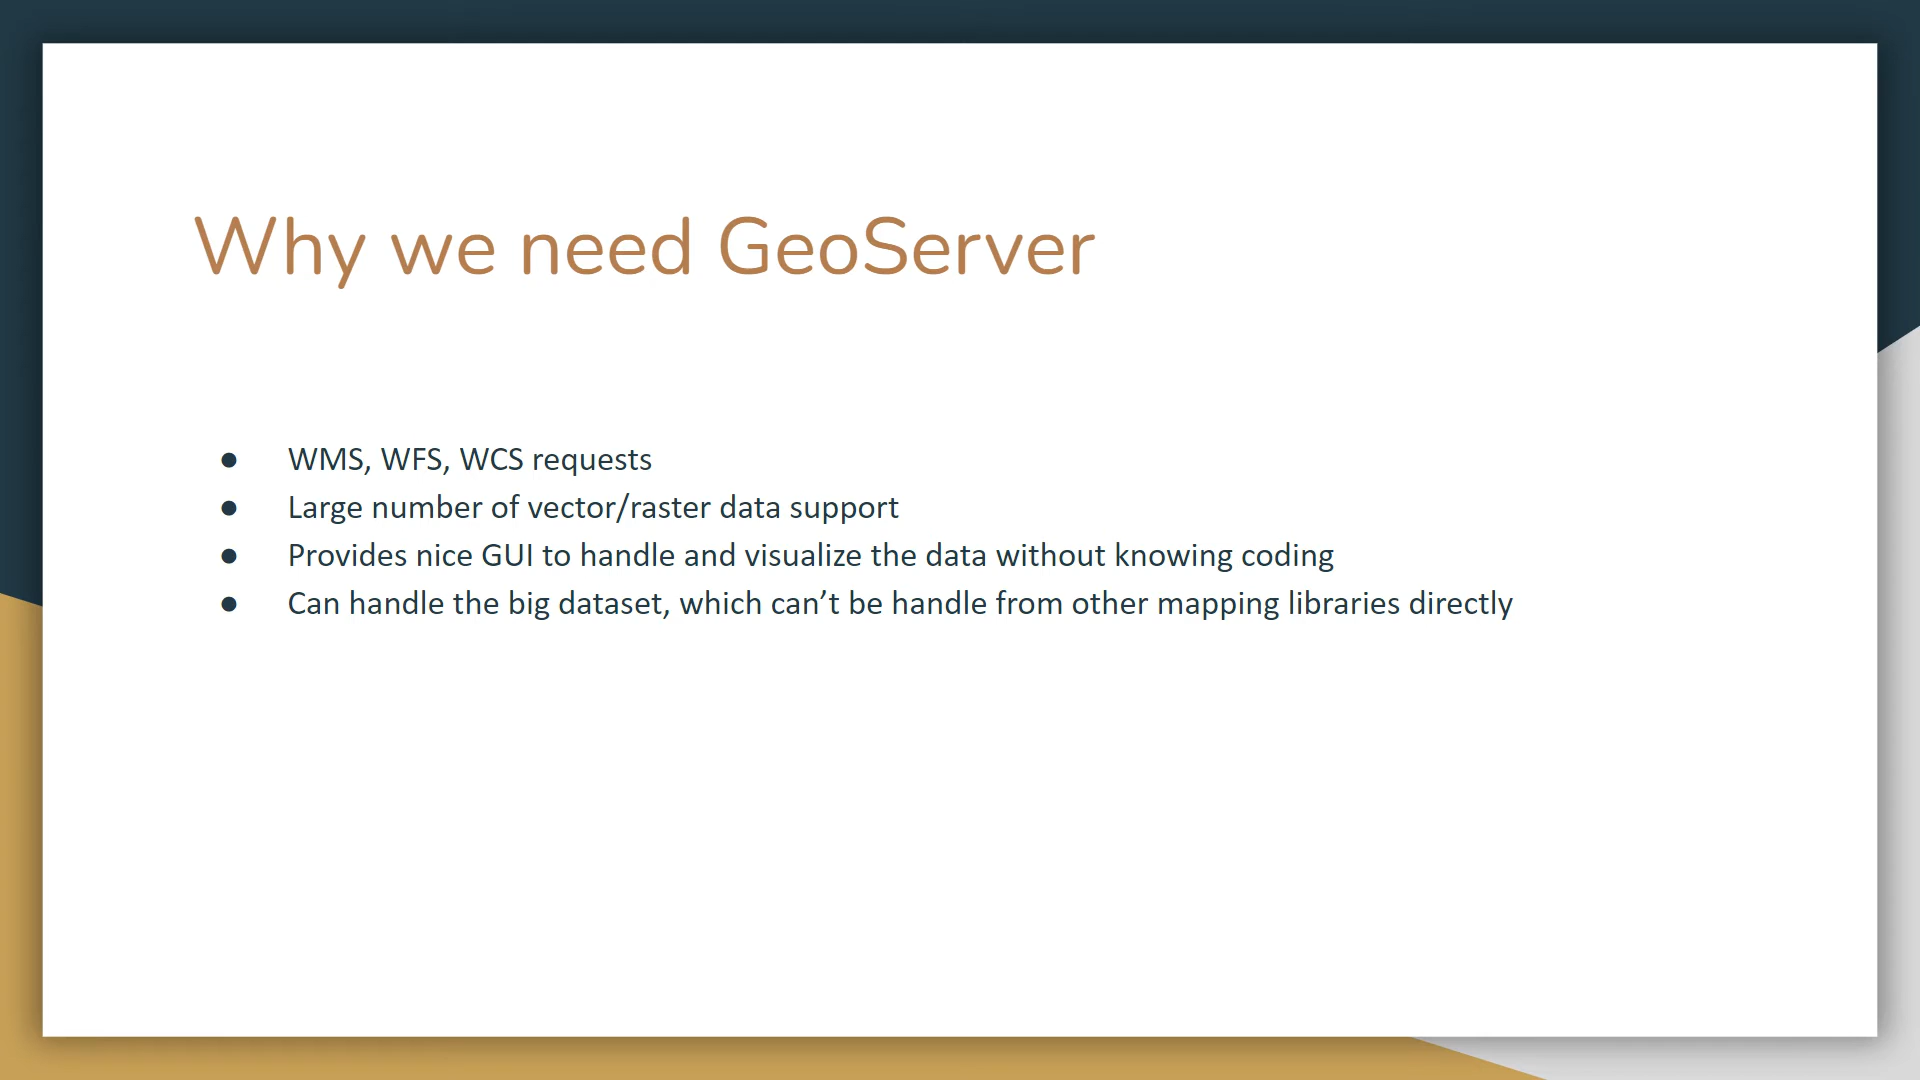 Why we need GeoServer
● WMS, WFS, WCS requests
● Large number of vector/raster data support
● Provides nice GUI to handle and visualize the data without knowing coding
● Can handle the big dataset, which can’t be handle from other mapping libraries directly